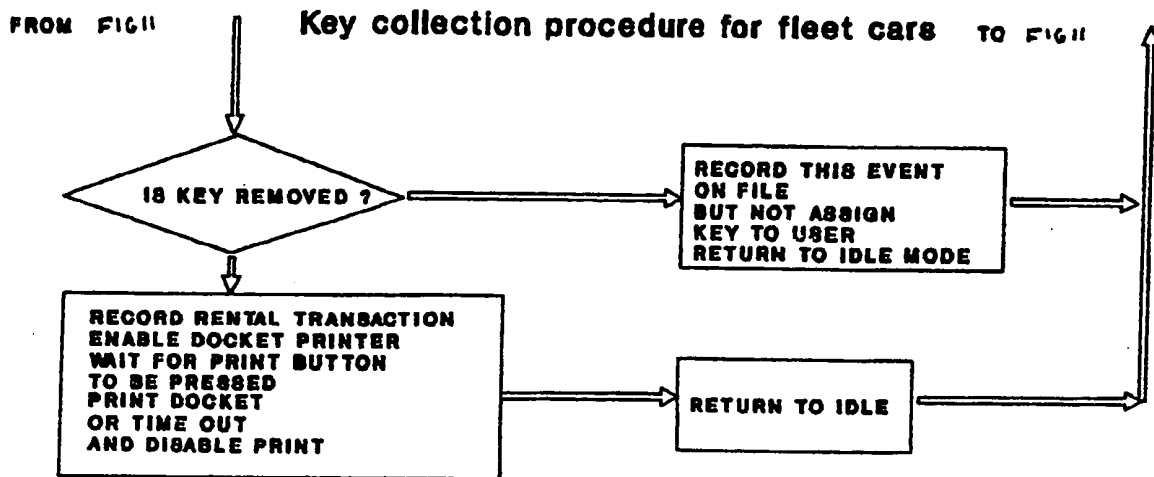 FROM FIG11 Key collection procedure for fleet cars TO FIG11
IS KEY REMOVED ?
RECORD THIS EVENT
ON FILE
BUT NOT ASSIGN
KEY TO USER
RETURN TO IDLE MODE
RECORD RENTAL TRANSACTION
ENABLE DOCKET PRINTER
WAIT FOR PRINT BUTTON
TO BE PRESSED
PRINT DOCKET
OR TIME OUT
AND DISABLE PRINT
RETURN TO IDLE